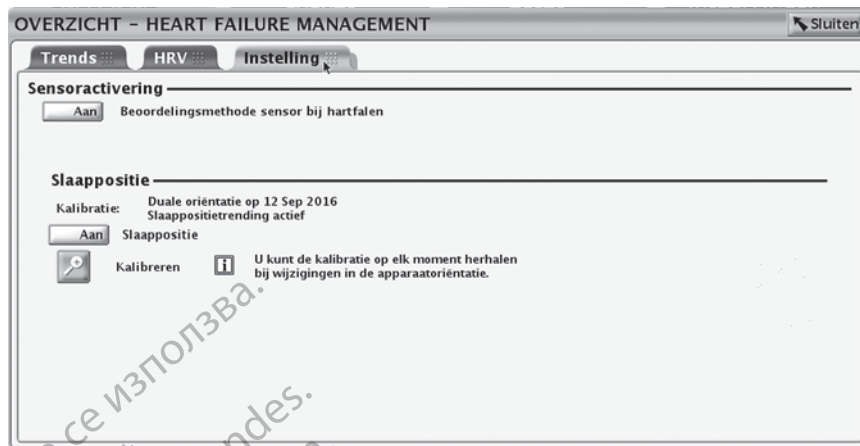 OVERZICHT - HEART FAILURE MANAGEMENT
Sluiten
Trends
HRV
Instelling
Sensoractivering
Aan
Beoordelingsmethode sensor bij hartfalen
Slaappositie
Kalibratie:
Duale oriëntatie op 12 Sep 2016
Slaappositietrending actief
Aan
Slaappositie
Kalibreren
i
U kunt de kalibratie op elk moment herhalen
bij wijzigingen in de apparaatoriëntatie.
се използва.